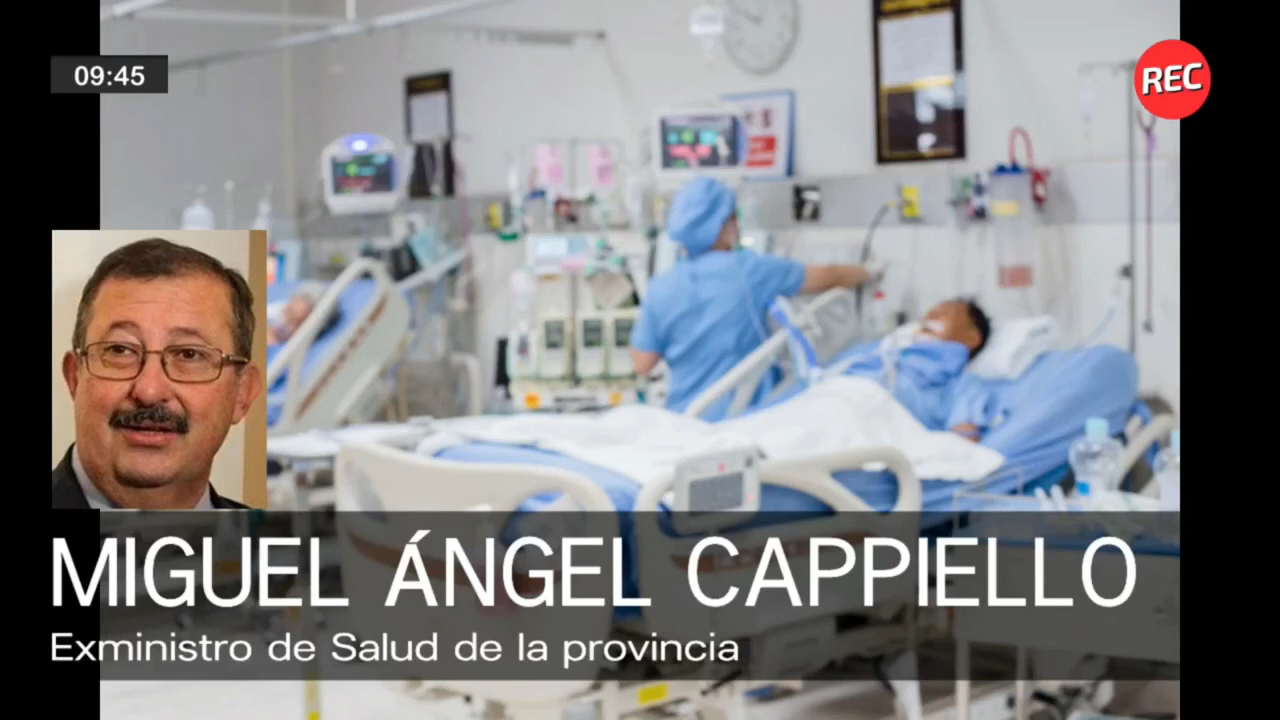 09:45
REC
MIGUEL ÁNGEL CAPPIELLO
Exministro de Salud de la provincia